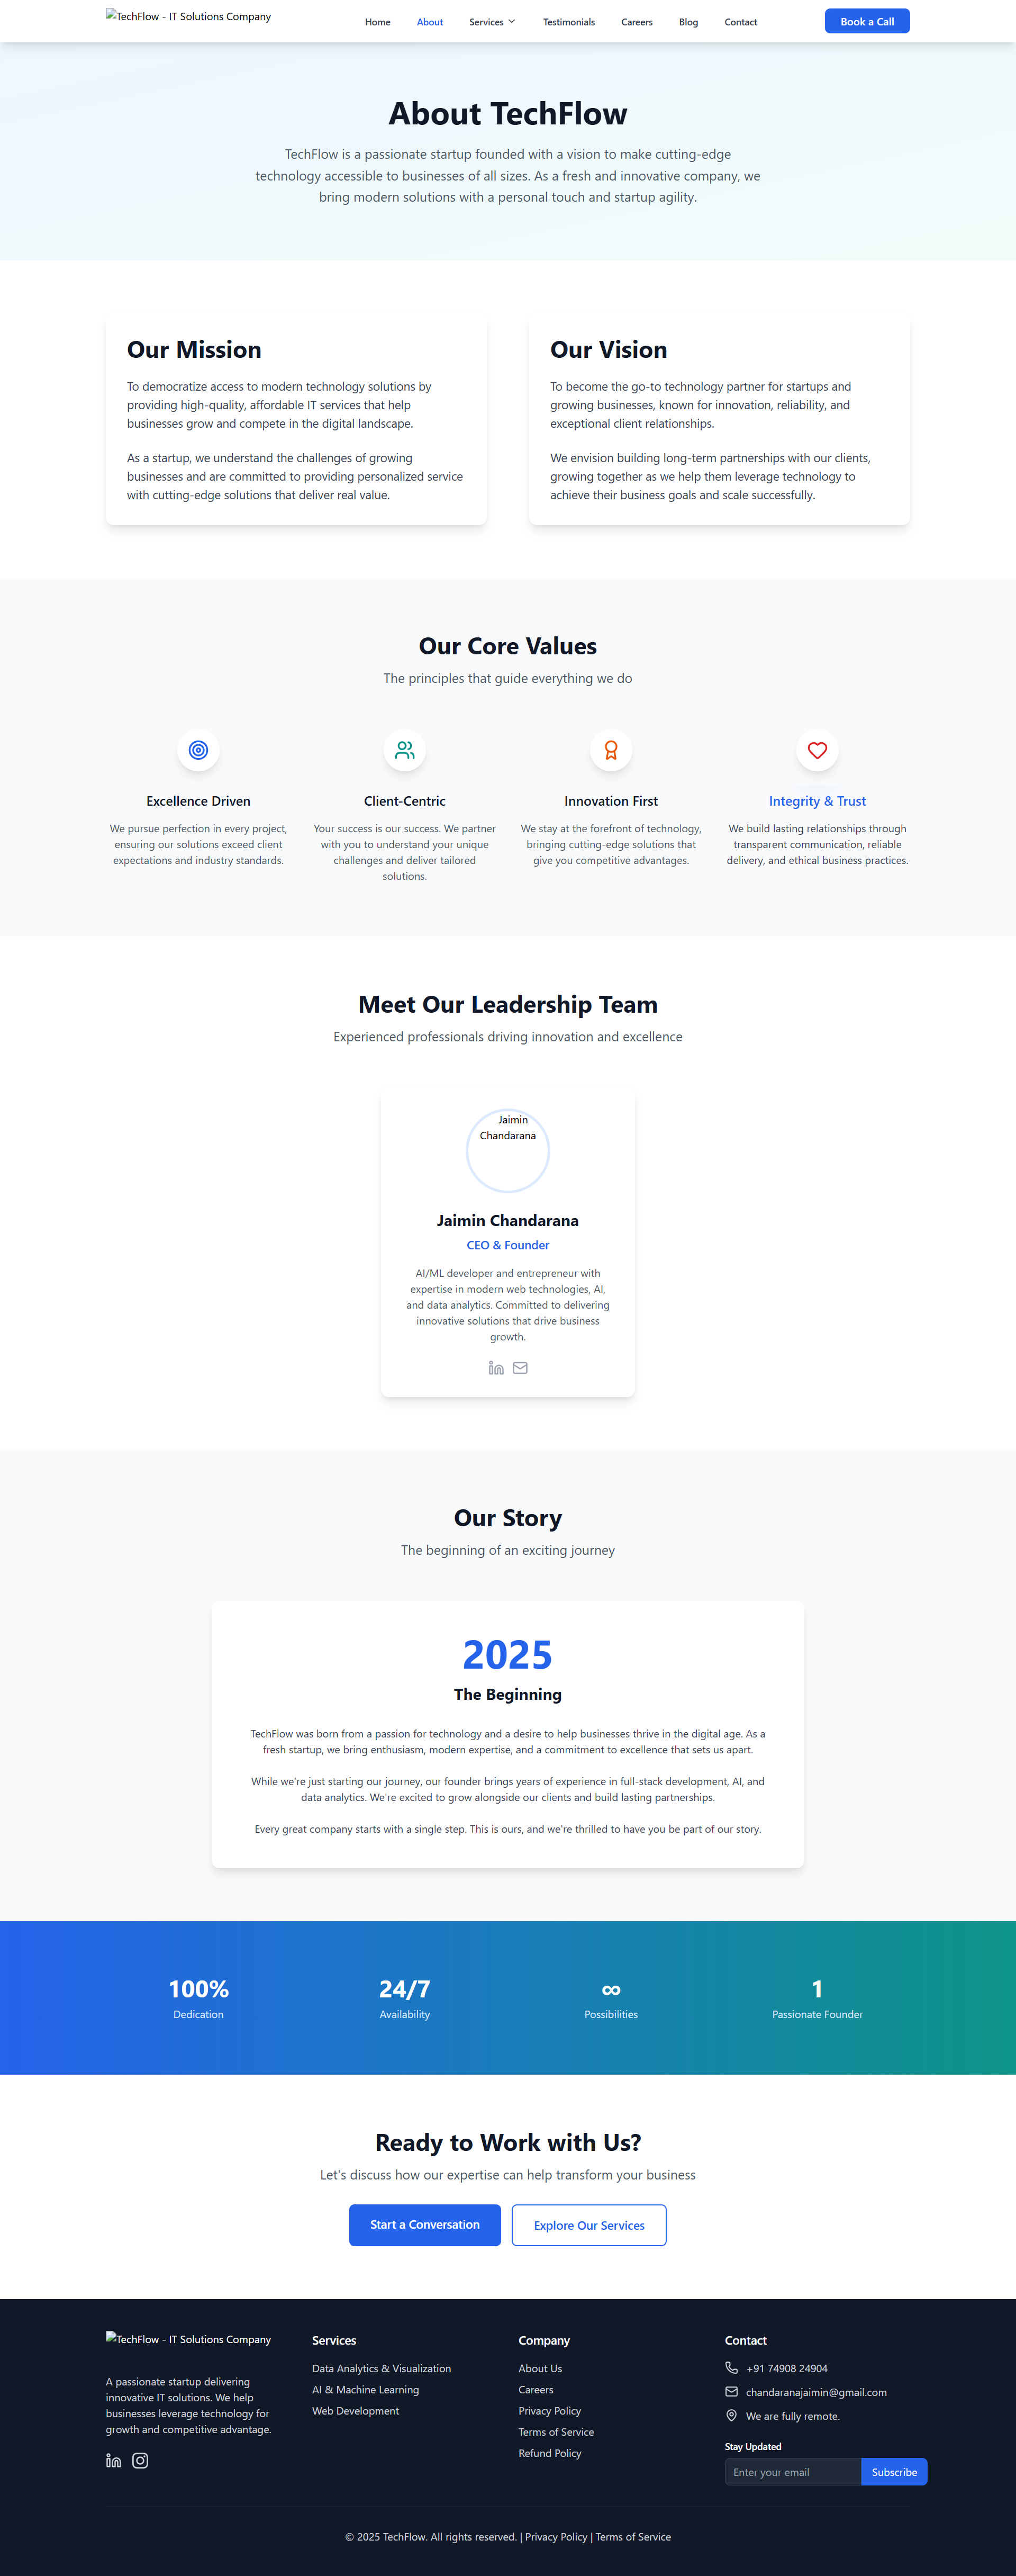 TechFlow - IT Solutions Company
Home
About
Services
Testimonials
Careers
Blog
Contact
Book a Call
About TechFlow
TechFlow is a passionate startup founded with a vision to make cutting-edge
technology accessible to businesses of all sizes. As a fresh and innovative company, we
bring modern solutions with a personal touch and startup agility.
Our Mission
To democratize access to modern technology solutions by
providing high-quality, affordable IT services that help
businesses grow and compete in the digital landscape.
As a startup, we understand the challenges of growing
businesses and are committed to providing personalized service
with cutting-edge solutions that deliver real value.
Our Vision
To become the go-to technology partner for startups and
growing businesses, known for innovation, reliability, and
exceptional client relationships.
We envision building long-term partnerships with our clients,
growing together as we help them leverage technology to
achieve their business goals and scale successfully.
Our Core Values
The principles that guide everything we do
Excellence Driven
We pursue perfection in every project,
ensuring our solutions exceed client
expectations and industry standards.
Client-Centric
Your success is our success. We partner
with you to understand your unique
challenges and deliver tailored
solutions.
Innovation First
We stay at the forefront of technology,
bringing cutting-edge solutions that
give you competitive advantages.
Integrity & Trust
We build lasting relationships through
transparent communication, reliable
delivery, and ethical business practices.
Meet Our Leadership Team
Experienced professionals driving innovation and excellence
Jaimin
Chandarana
Jaimin Chandarana
CEO & Founder
AI/ML developer and entrepreneur with
expertise in modern web technologies, AI,
and data analytics. Committed to delivering
innovative solutions that drive business
growth.
Our Story
The beginning of an exciting journey
2025
The Beginning
TechFlow was born from a passion for technology and a desire to help businesses thrive in the digital age. As a
fresh startup, we bring enthusiasm, modern expertise, and a commitment to excellence that sets us apart.
While we're just starting our journey, our founder brings years of experience in full-stack development, AI, and
data analytics. We're excited to grow alongside our clients and build lasting partnerships.
Every great company starts with a single step. This is ours, and we're thrilled to have you be part of our story.
100%
Dedication
24/7
Availability
∞
Possibilities
1
Passionate Founder
Ready to Work with Us?
Let's discuss how our expertise can help transform your business
Start a Conversation
Explore Our Services
TechFlow - IT Solutions Company
A passionate startup delivering
innovative IT solutions. We help
businesses leverage technology for
growth and competitive advantage.
Services
Data Analytics & Visualization
AI & Machine Learning
Web Development
Company
About Us
Careers
Privacy Policy
Terms of Service
Refund Policy
Contact
+91 74908 24904
chandaranajaimin@gmail.com
We are fully remote.
Stay Updated
Enter your email
Subscribe
© 2025 TechFlow. All rights reserved. | Privacy Policy | Terms of Service